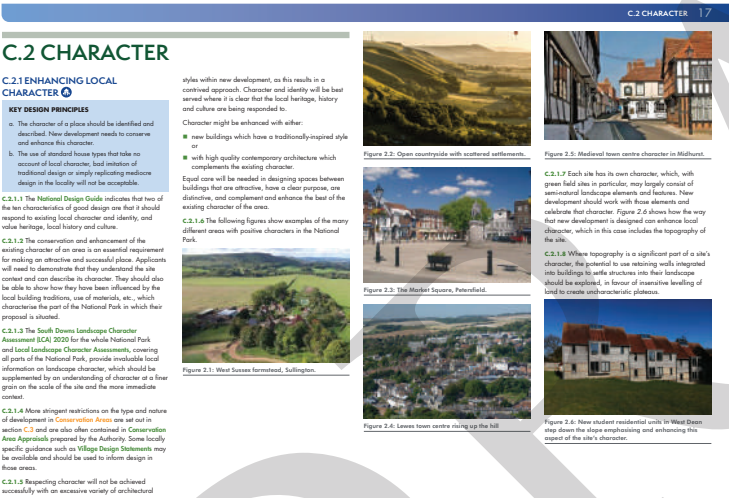 C.2 CHARACTER 17
C.2 CHARACTER
C.2.1 ENHANCING LOCAL
CHARACTER
KEY DESIGN PRINCIPLES
a. The character of a place should be identified and
described. New development needs to conserve
and enhance this character.
b. The use of standard house types that take no
account of local character, bad imitation of
traditional design or simply replicating mediocre
design in the locality will not be acceptable.
C.2.1.1 The National Design Guide indicates that two of
the ten characteristics of good design are that it should
respond to existing local character and identity, and
value heritage, local history and culture.
C.2.1.2 The conservation and enhancement of the
existing character of an area is an essential requirement
for making an attractive and successful place. Applicants
will need to demonstrate that they understand the site
context and can describe its character. They should also
be able to show how they have been influenced by the
local building traditions, use of materials, etc., which
characterise the part of the National Park in which their
proposal is situated.
C.2.1.3 The South Downs Landscape Character
Assessment (LCA) 2020 for the whole National Park
and Local Landscape Character Assessments, covering
all parts of the National Park, provide invaluable local
information on landscape character, which should be
supplemented by an understanding of character at a finer
grain on the scale of the site and the more immediate
context.
C.2.1.4 More stringent restrictions on the type and nature
of development in Conservation Areas are set out in
section C.3 and are also often contained in Conservation
Area Appraisals prepared by the Authority. Some locally
specific guidance such as Village Design Statements may
be available and should be used to inform design in
those areas.
C.2.1.5 Respecting character will not be achieved
successfully with an excessive variety of architectural
styles within new development, as this results in a
contrived approach. Character and identity will be best
served where it is clear that the local heritage, history
and culture are being responded to.
Character might be enhanced with either:
new buildings which have a traditionally-inspired style
or
with high quality contemporary architecture which
complements the existing character.
Equal care will be needed in designing spaces between
buildings that are attractive, have a clear purpose, are
distinctive, and complement and enhance the best of the
existing character of the area.
C.2.1.6 The following figures show examples of the many
different areas with positive characters in the National
Park.
Figure 2.1: West Sussex farmstead, Sullington.
Figure 2.2: Open countryside with scattered settlements.
Figure 2.3: The Market Square, Petersfield.
Figure 2.4: Lewes town centre rising up the hill
Figure 2.5: Medieval town centre character in Midhurst.
C.2.1.7 Each site has its own character, which, with
green field sites in particular, may largely consist of
semi-natural landscape elements and features. New
development should work with those elements and
celebrate that character. Figure 2.6 shows how the way
that new development is designed can enhance local
character, which in this case includes the topography of
the site.
C.2.1.8 Where topography is a significant part of a site's
character, the potential to use retaining walls integrated
into buildings to settle structures into their landscape
should be explored, in favour of insensitive levelling of
land to create uncharacteristic plateaus.
Figure 2.6: New student residential units in West Dean
step down the slope emphasising and enhancing this
aspect of the site's character.